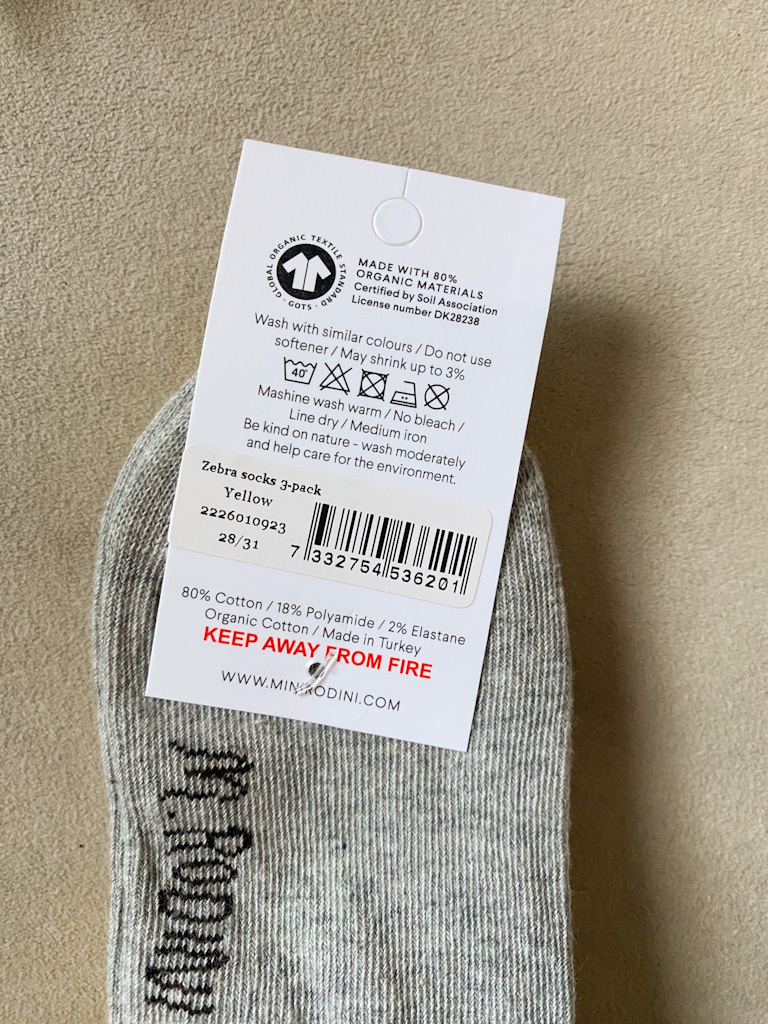 GLOBAL ORGANIC TEXTILE STANDARD · GOTS ·
MADE WITH 80%
ORGANIC MATERIALS
Certified by Soil Association
License number DK28238
Wash with similar colours / Do not use
softener / May shrink up to 3%
40°
Mashine wash warm / No bleach /
Line dry / Medium iron
Be kind on nature - wash moderately
and help care for the environment.
Zebra socks 3-pack
Yellow
2226010923
28/31
7 332754 536201
80% Cotton / 18% Polyamide / 2% Elastane
Organic Cotton / Made in Turkey
KEEP AWAY FROM FIRE
WWW.MINIRODINI.COM
MR.RODINI